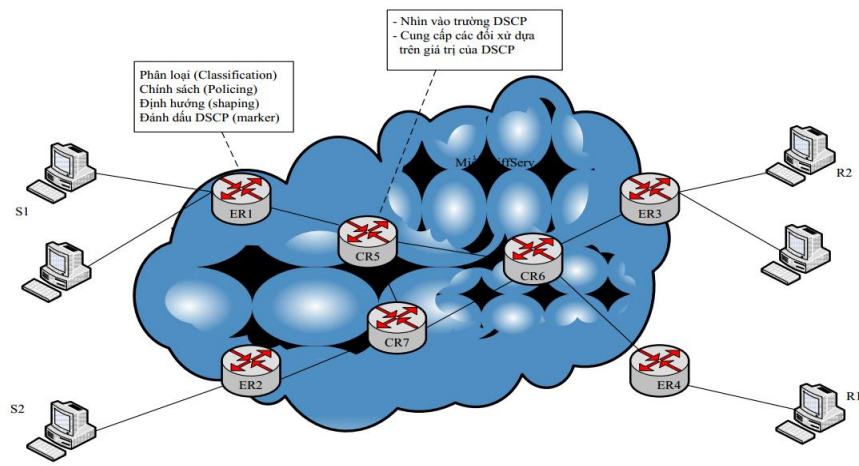 - Nhìn vào trường DSCP
- Cung cấp các đối xử dựa
trên giá trị của DSCP
Phân loại (Classification)
Chính sách (Policing)
Định hướng (shaping)
Đánh dấu DSCP (marker)
Miền DiffServ
S1
R2
ER1
ER3
CR5
CR6
CR7
ER2
ER4
S2
R1